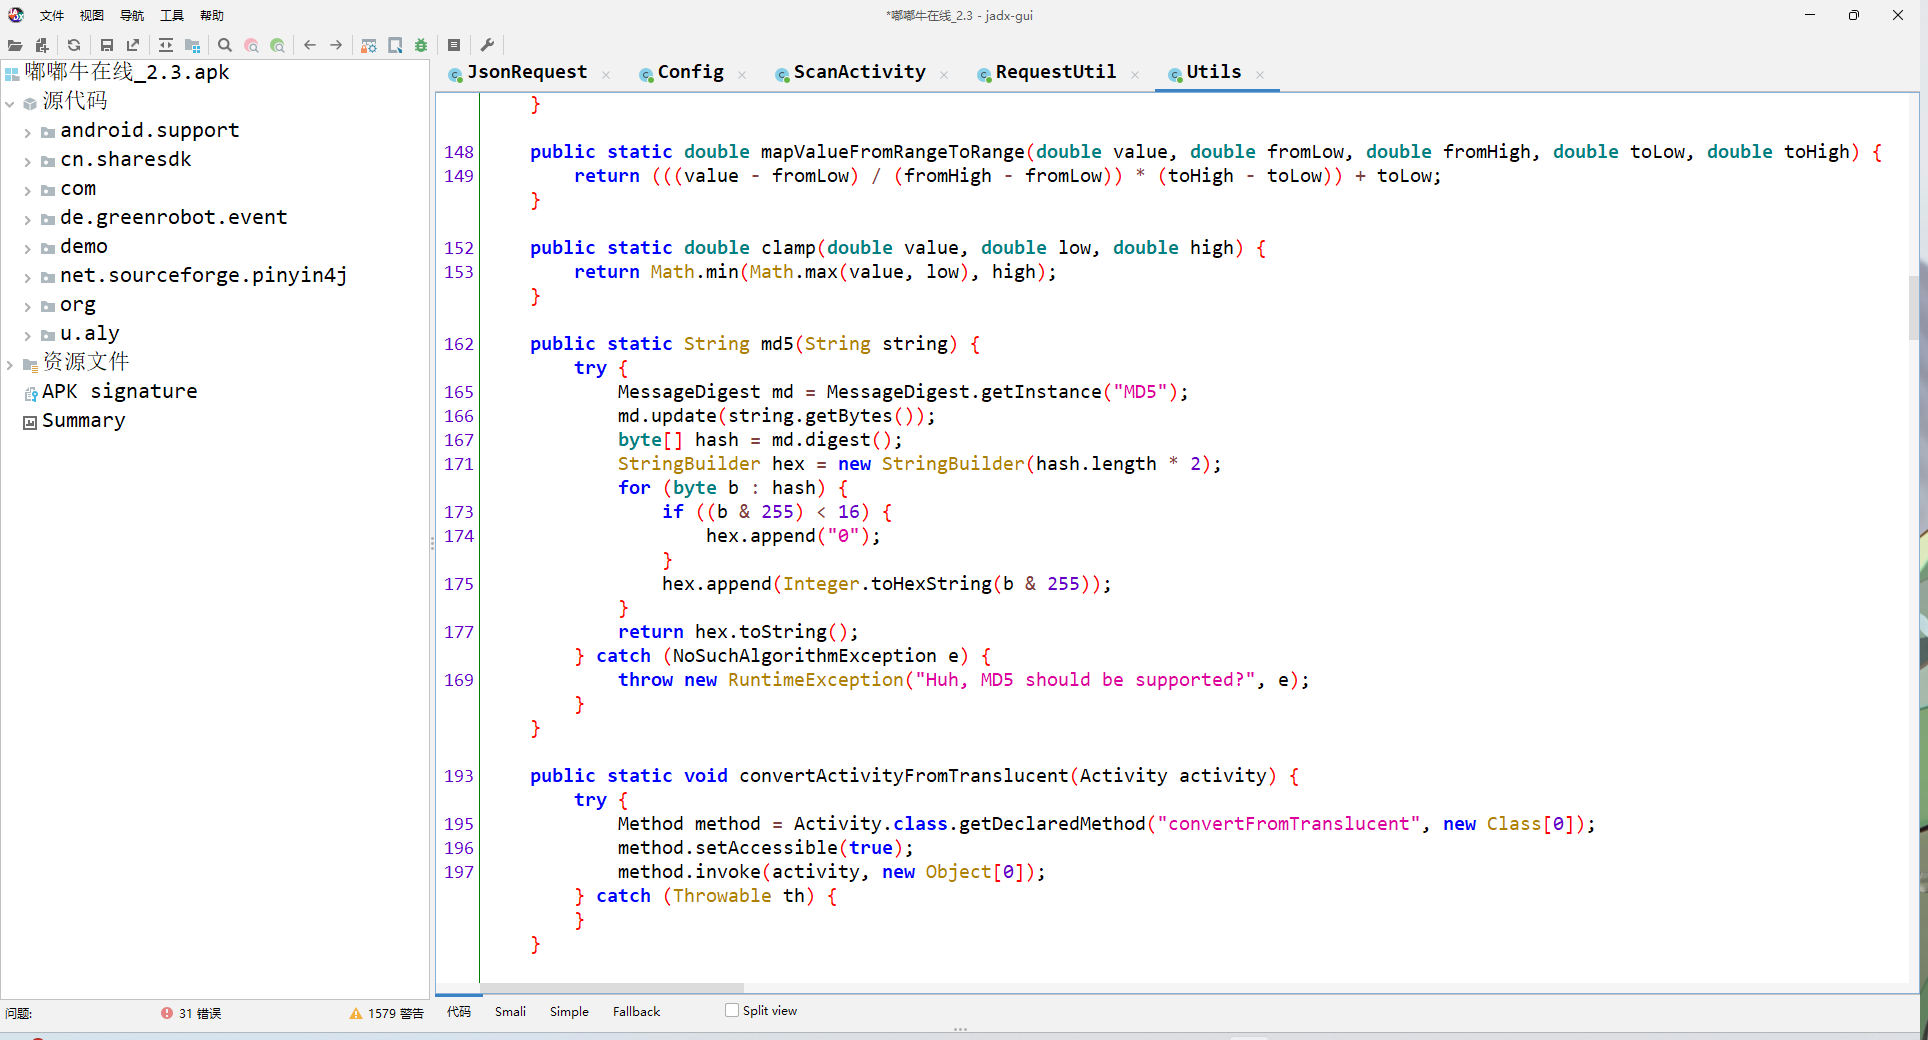 文件 视图 导航 工具 帮助
*嘟嘟牛在线_2.3 - jadx-gui
嘟嘟牛在线_2.3.apk
源代码
android.support
cn.sharesdk
com
de.greenrobot.event
demo
net.sourceforge.pinyin4j
org
u.aly
资源文件
APK signature
Summary
JsonRequest Config ScanActivity RequestUtil Utils
}
148 public static double mapValueFromRangeToRange(double value, double fromLow, double fromHigh, double toLow, double toHigh) {
149 return (((value - fromLow) / (fromHigh - fromLow)) * (toHigh - toLow)) + toLow;
}
152 public static double clamp(double value, double low, double high) {
153 return Math.min(Math.max(value, low), high);
}
162 public static String md5(String string) {
try {
165 MessageDigest md = MessageDigest.getInstance("MD5");
166 md.update(string.getBytes());
167 byte[] hash = md.digest();
171 StringBuilder hex = new StringBuilder(hash.length * 2);
for (byte b : hash) {
173 if ((b & 255) < 16) {
174 hex.append("0");
}
175 hex.append(Integer.toHexString(b & 255));
}
177 return hex.toString();
} catch (NoSuchAlgorithmException e) {
169 throw new RuntimeException("Huh, MD5 should be supported?", e);
}
}
193 public static void convertActivityFromTranslucent(Activity activity) {
try {
195 Method method = Activity.class.getDeclaredMethod("convertFromTranslucent", new Class[0]);
196 method.setAccessible(true);
197 method.invoke(activity, new Object[0]);
} catch (Throwable th) {
}
}
问题: 31 错误 1579 警告
代码 Smali Simple Fallback Split view